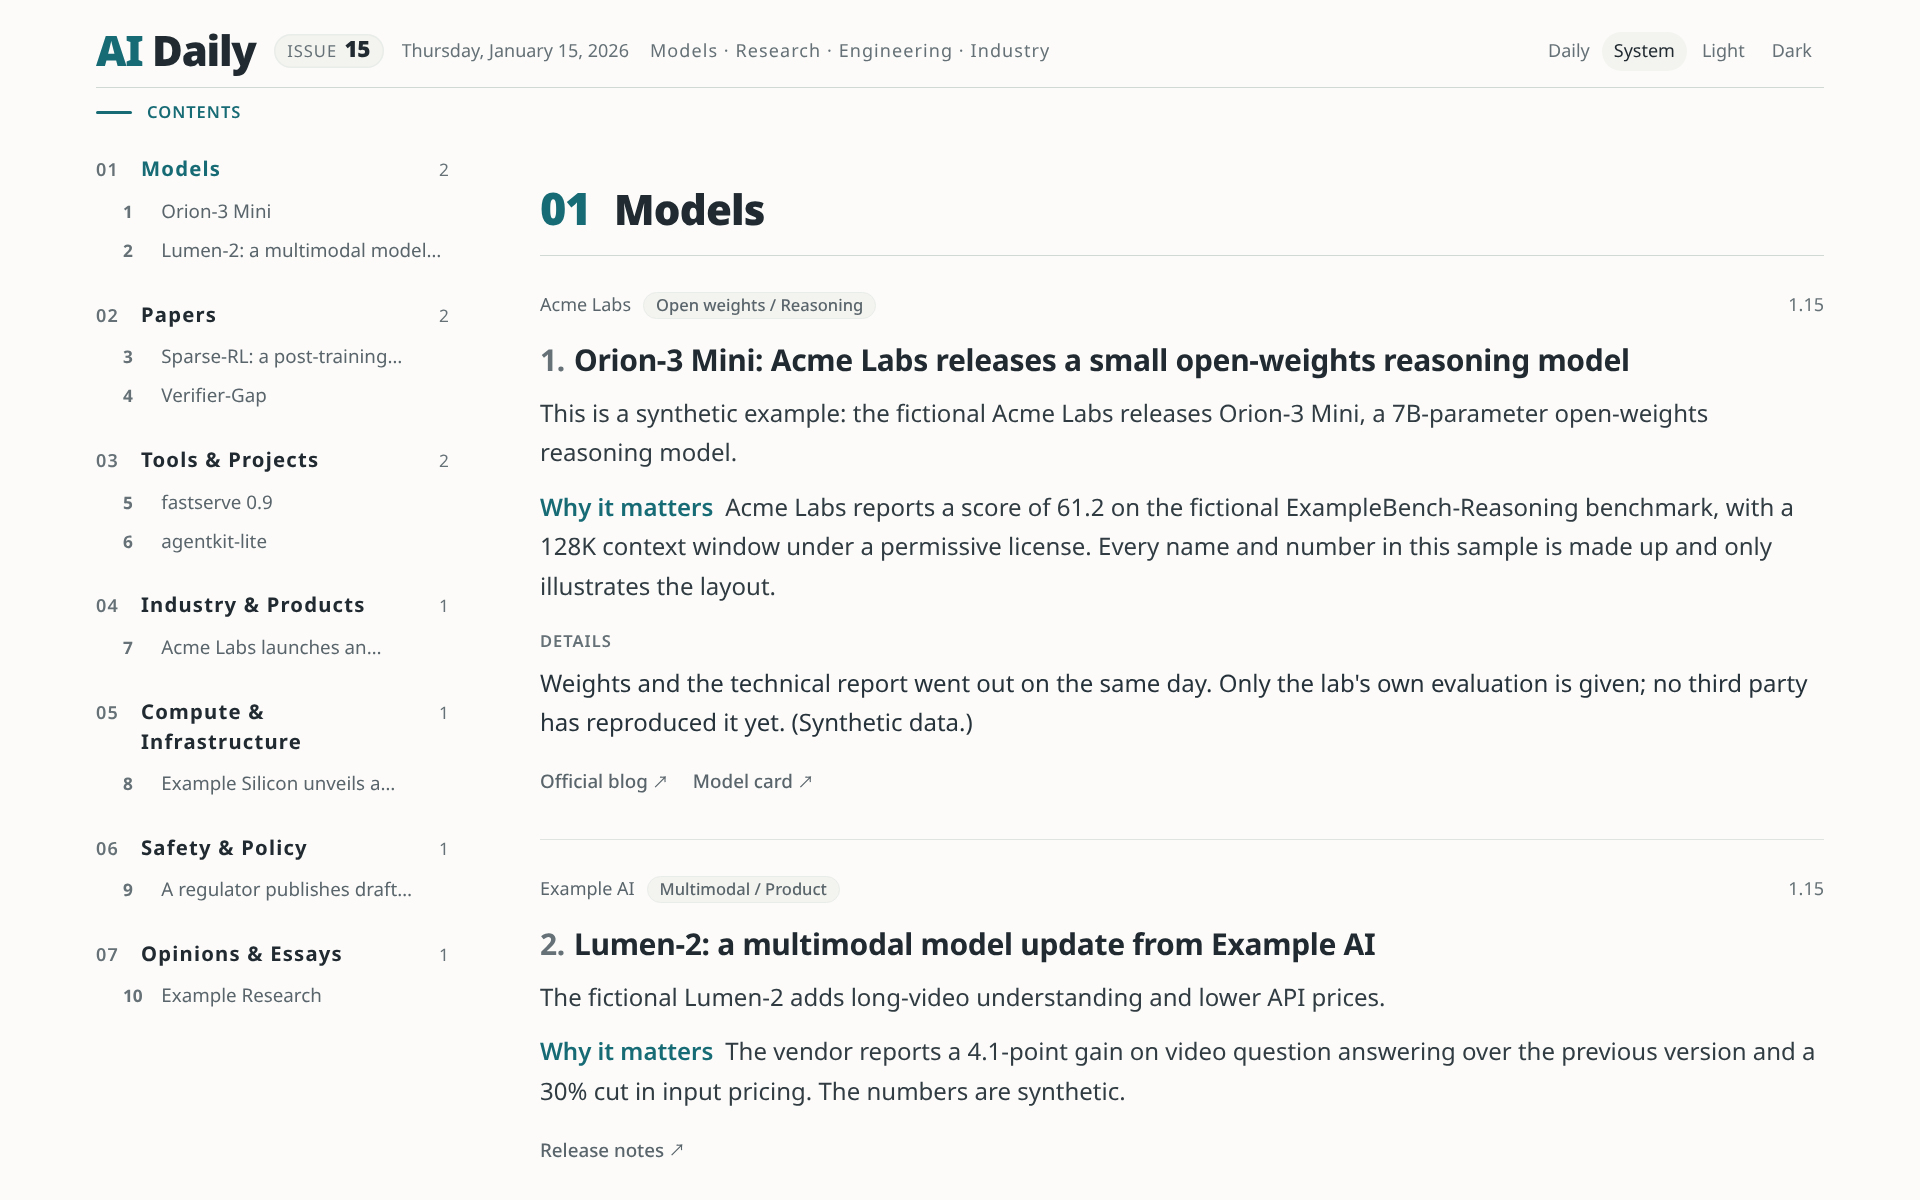 AI Daily ISSUE 15 Thursday, January 15, 2026 Models · Research · Engineering · Industry Daily System Light Dark
CONTENTS
01 Models 2
1 Orion-3 Mini
2 Lumen-2: a multimodal model...
02 Papers 2
3 Sparse-RL: a post-training...
4 Verifier-Gap
03 Tools & Projects 2
5 fastserve 0.9
6 agentkit-lite
04 Industry & Products 1
7 Acme Labs launches an...
05 Compute & 1
Infrastructure
8 Example Silicon unveils a...
06 Safety & Policy 1
9 A regulator publishes draft...
07 Opinions & Essays 1
10 Example Research
01 Models
Acme Labs Open weights / Reasoning 1.15
1. Orion-3 Mini: Acme Labs releases a small open-weights reasoning model
This is a synthetic example: the fictional Acme Labs releases Orion-3 Mini, a 7B-parameter open-weights
reasoning model.
Why it matters Acme Labs reports a score of 61.2 on the fictional ExampleBench-Reasoning benchmark, with a
128K context window under a permissive license. Every name and number in this sample is made up and only
illustrates the layout.
DETAILS
Weights and the technical report went out on the same day. Only the lab's own evaluation is given; no third party
has reproduced it yet. (Synthetic data.)
Official blog ↗ Model card ↗
Example AI Multimodal / Product 1.15
2. Lumen-2: a multimodal model update from Example AI
The fictional Lumen-2 adds long-video understanding and lower API prices.
Why it matters The vendor reports a 4.1-point gain on video question answering over the previous version and a
30% cut in input pricing. The numbers are synthetic.
Release notes ↗